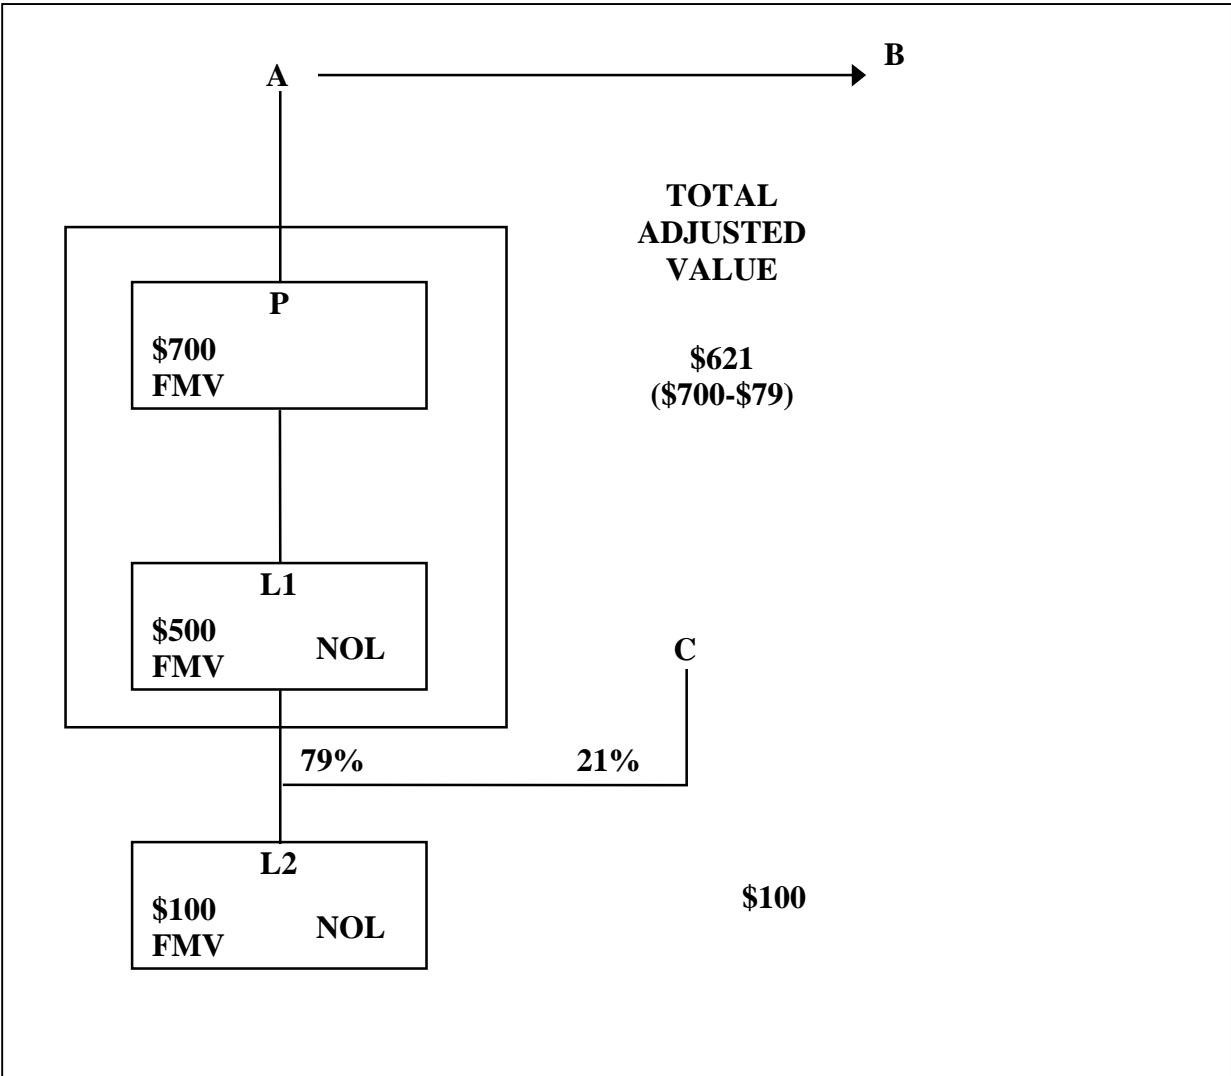 A
B
TOTAL
ADJUSTED
VALUE
P
$700
FMV
$621
($700-$79)
L1
$500
FMV
NOL
C
79%
21%
L2
$100
FMV
NOL
$100